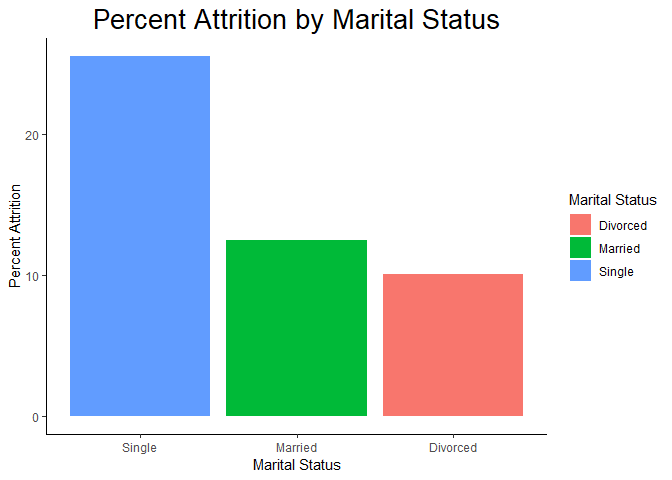 Percent Attrition by Marital Status
Percent Attrition
20
10
0
Single Married Divorced
Marital Status
Marital Status
Divorced
Married
Single